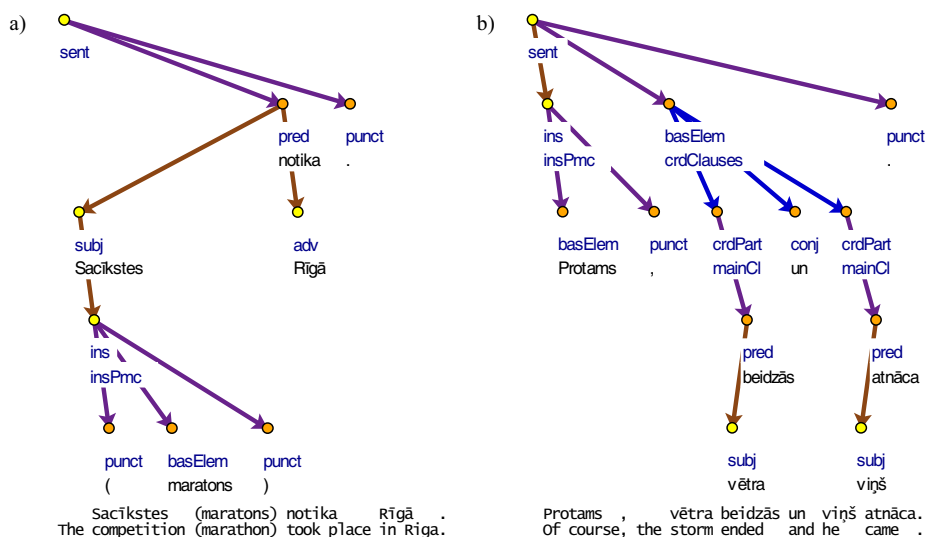 a)
sent
pred
notika
punct
.
subj
Sacīkstes
adv
Rīgā
ins
insPmc
punct
(
basElem
maratons
punct
)
Sacīkstes (maratons) notika Rīgā .
The competition (marathon) took place in Riga.
b)
sent
ins
insPmc
basElem
crdClauses
punct
.
basElem
Protams
punct
,
crdPart
mainCl
conj
un
crdPart
mainCl
pred
beidzās
pred
atnāca
subj
vētra
subj
viņš
Protams , vētra beidzās un viņš atnāca.
Of course, the storm ended and he came .